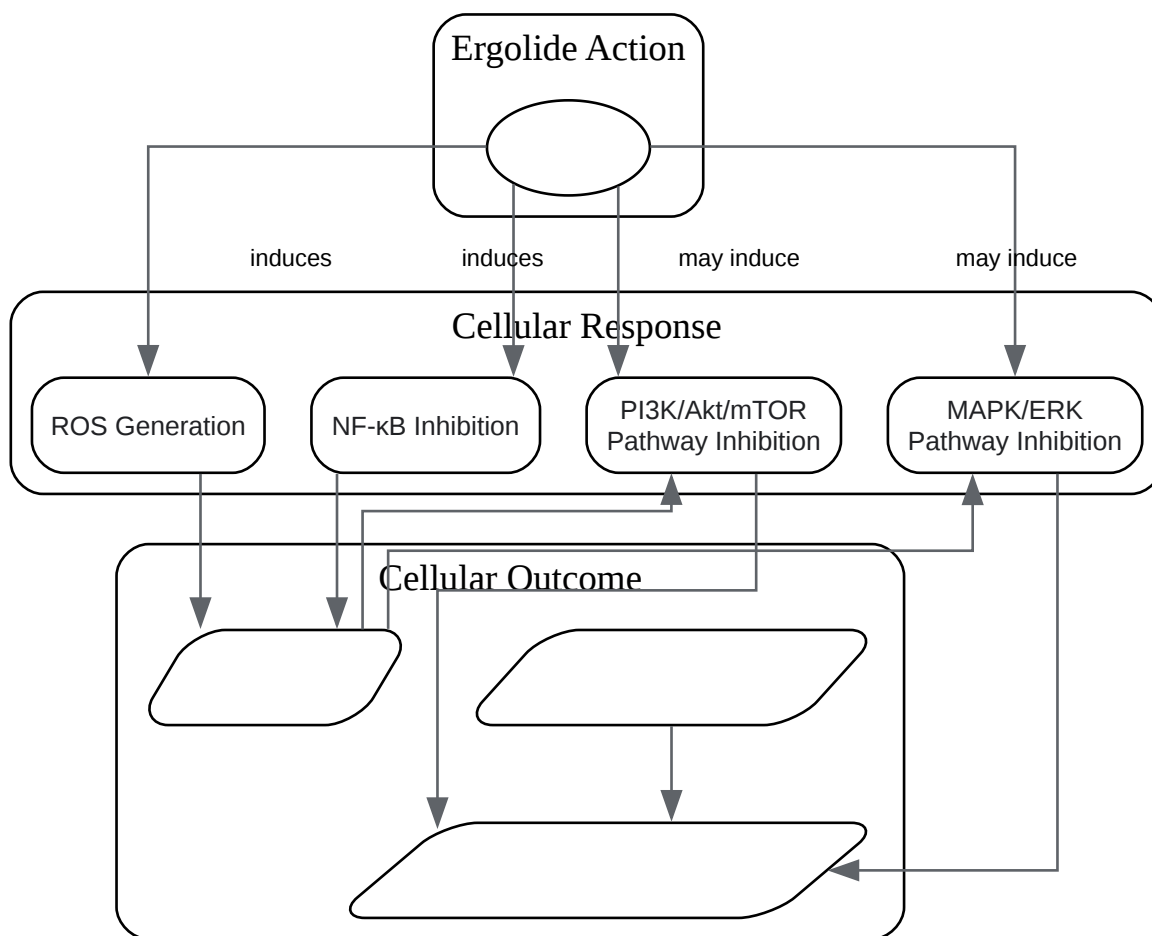 Ergolide Action
induces
induces
may induce
may induce
Cellular Response
ROS Generation
NF-κB Inhibition
PI3K/Akt/mTOR
Pathway Inhibition
MAPK/ERK
Pathway Inhibition
Cellular Outcome